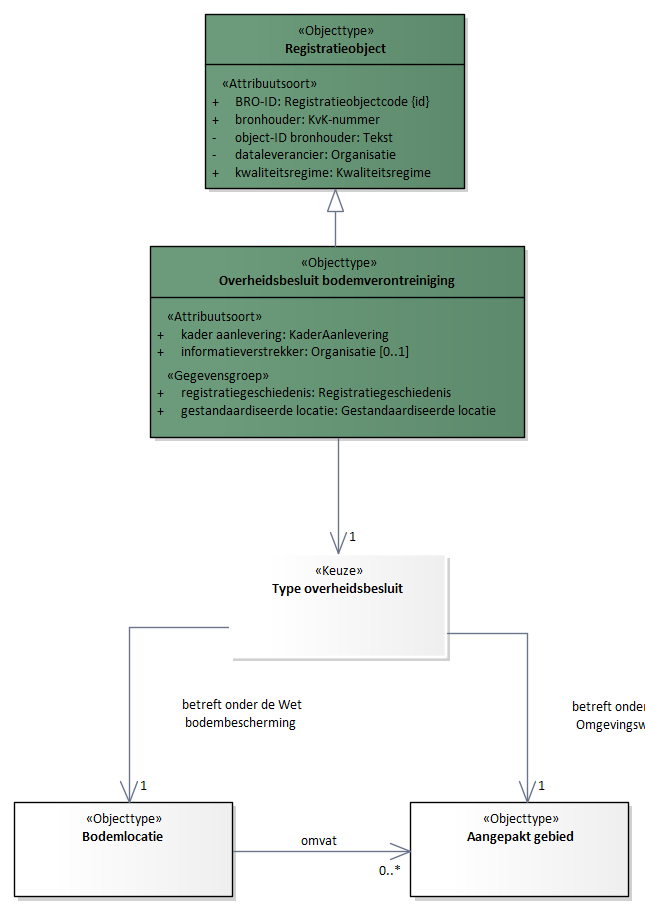 «Objecttype»
Registratieobject
«Attribuutsoort»
+ BRO-ID: Registratieobjectcode {id}
+ bronhouder: KvK-nummer
- object-ID bronhouder: Tekst
- dataleverancier: Organisatie
+ kwaliteitsregime: Kwaliteitsregime
«Objecttype»
Overheidsbesluit bodemverontreiniging
«Attribuutsoort»
+ kader aanlevering: KaderAanlevering
+ informatieverstrekker: Organisatie [0..1]
«Gegevensgroep»
+ registratiegeschiedenis: Registratiegeschiedenis
+ gestandaardiseerde locatie: Gestandaardiseerde locatie
1
«Keuze»
Type overheidsbesluit
betreft onder de Wet
bodembescherming
betreft onder
Omgevingsw
1
1
«Objecttype»
Bodemlocatie
omvat
0..*
«Objecttype»
Aangepakt gebied